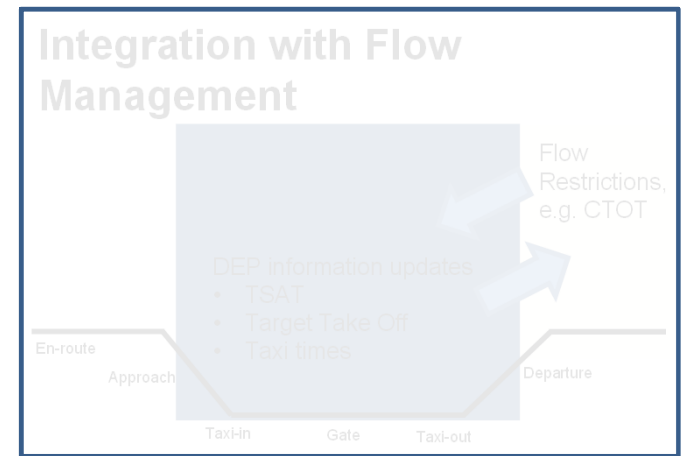 Integration with Flow
Management
Flow
Restrictions,
e.g. CTOT
DEP information updates
• TSAT
• Target Take Off
• Taxi times
En-route
Approach
Departure
Taxi-in
Gate
Taxi-out